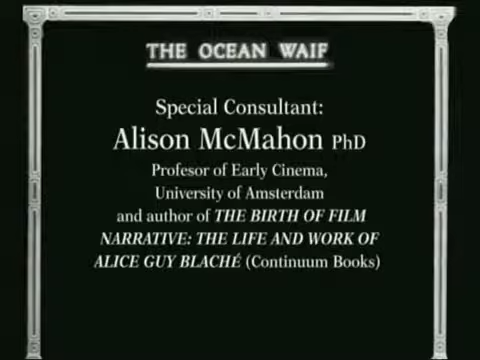 THE OCEAN WAIF
Special Consultant:
Alison McMahon PhD
Profesor of Early Cinema,
University of Amsterdam
and author of THE BIRTH OF FILM
NARRATIVE: THE LIFE AND WORK OF
ALICE GUY BLACHÉ (Continuum Books)